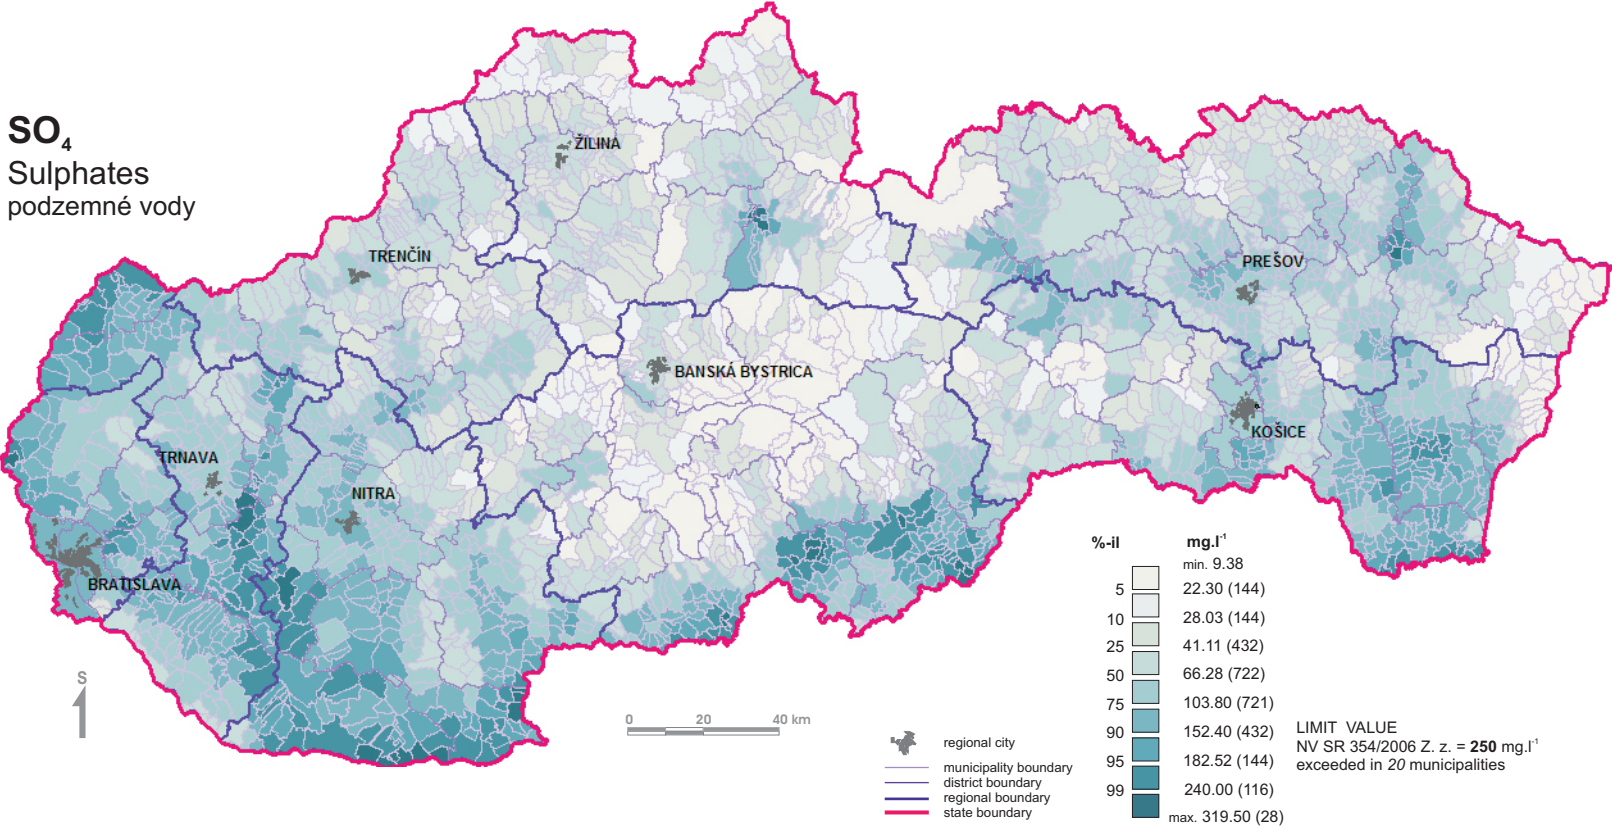 SO4
Sulphates
podzemné vody
ŽILINA
TRENČÍN
PREŠOV
BANSKÁ BYSTRICA
KOŠICE
TRNAVA
NITRA
BRATISLAVA
S
0 20 40 km
regional city
municipality boundary
district boundary
regional boundary
state boundary
%-il mg.l-1
min. 9.38
5 22.30 (144)
10 28.03 (144)
25 41.11 (432)
50 66.28 (722)
75 103.80 (721)
90 152.40 (432)
95 182.52 (144)
99 240.00 (116)
max. 319.50 (28)
LIMIT VALUE
NV SR 354/2006 Z. z. = 250 mg.l-1
exceeded in 20 municipalities